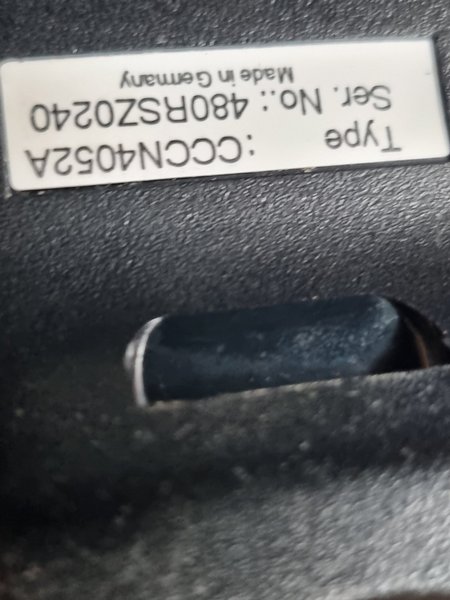 Type :CCCN4052A
Ser. No.: 480RSZ0240
Made in Germany